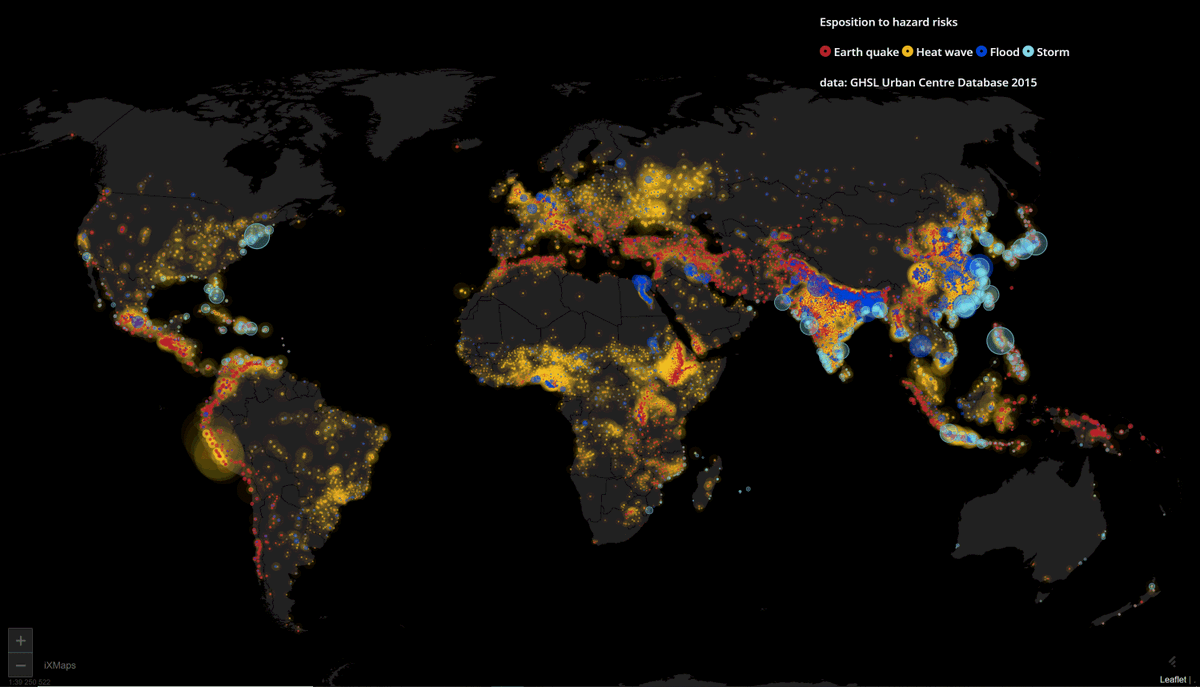 Esposition to hazard risks
Earth quake Heat wave Flood Storm
data: GHSL Urban Centre Database 2015
+
−
iXMaps
1:39 250 522
Leaflet |